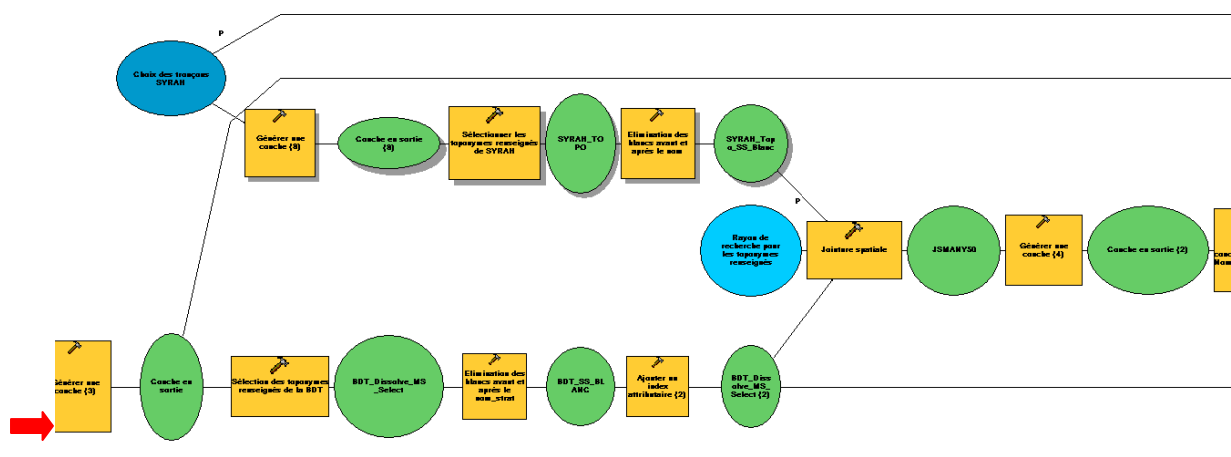 P
Choix des tronçons
SYRAH
Générer une
couche (8)
Couche en sortie
(8)
Sélectionner les
toponymes renseignés
de SYRAH
SYRAH_TO
PO
Elimination des
blancs avant et
après le nom
SYRAH_Top
o_SS_Blanc
P
Rayon de
recherche pour
les toponymes
renseignés
Jointure spatiale
JSMANY50
Générer une
couche (4)
Couche en sortie (2)
Générer une
couche (3)
Couche en
sortie
Sélection des toponymes
renseignés de la BDT
BDT_Dissolve_MS
_Select
Elimination des
blancs avant et
après le
nom_strat
BDT_SS_BL
ANC
Ajouter un
index
attributaire (2)
BDT_Diss
olve_MS_
Select (2)